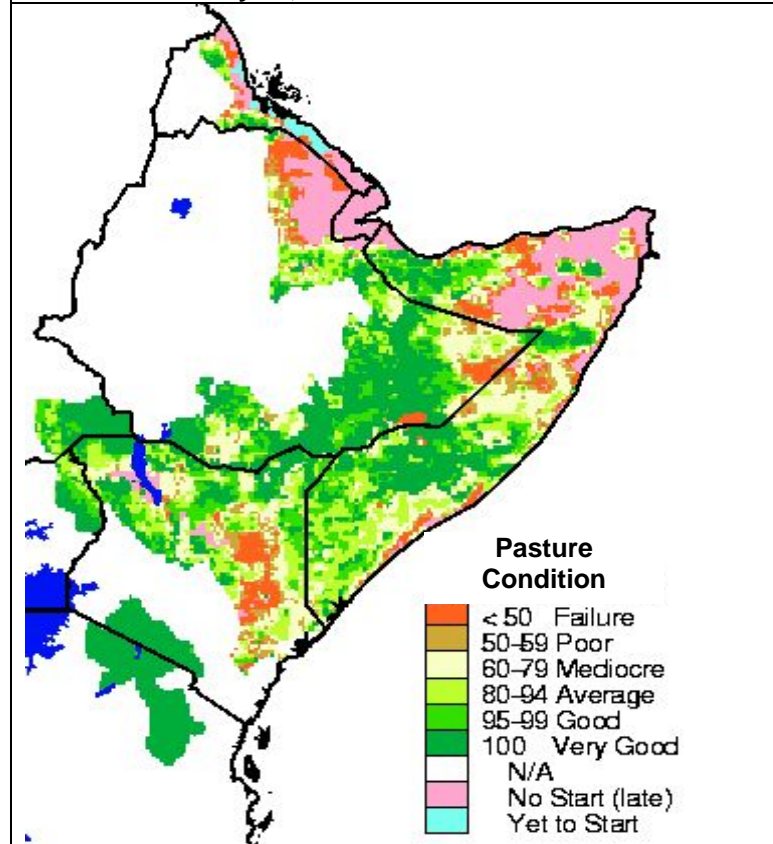 Pasture
Condition
< 50 Failure
50-59 Poor
60-79 Mediocre
80-94 Average
95-99 Good
100 Very Good
N/A
No Start (late)
Yet to Start